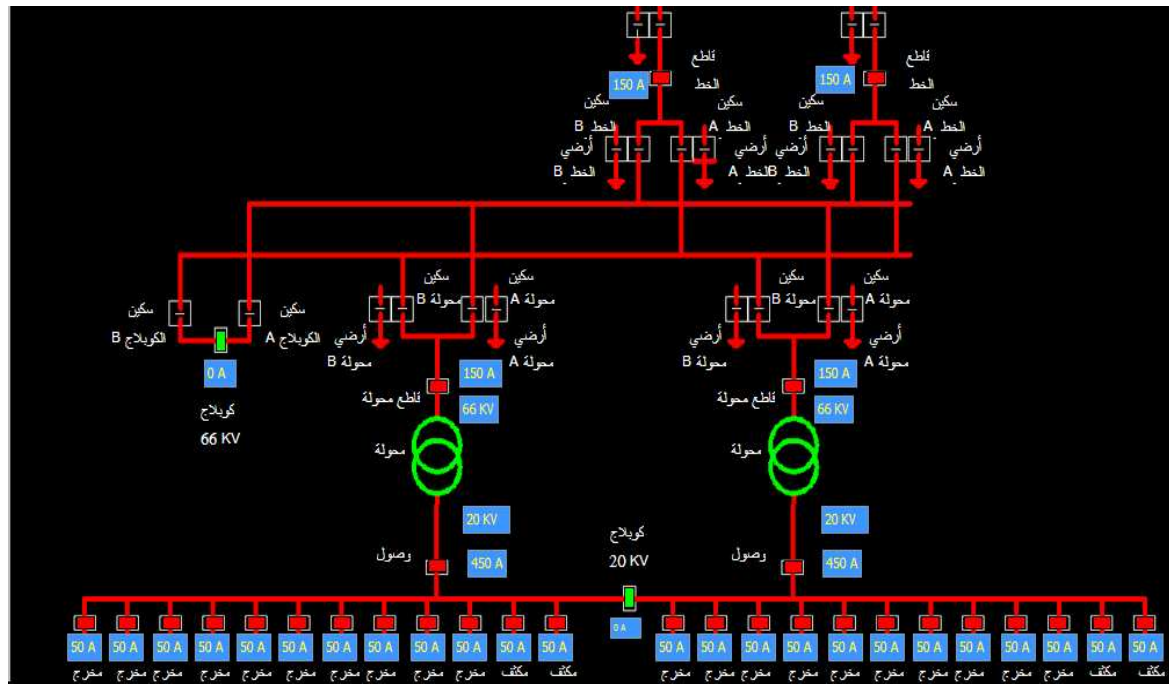 قاطع
الخط
150 A
قاطع
الخط
150 A
سكين
الخط_B
سكين
الخط_A
سكين
الخط_B
سكين
الخط_A
أرضي
الخط B
أرضي
الخط A
أرضي
الخط B
أرضي
الخط A
سكين
محولة B
سكين
محولة A
سكين
محولة B
سكين
محولة A
سكين
الكوبلاج B
سكين
الكوبلاج A
أرضي
محولة B
أرضي
محولة A
أرضي
محولة B
أرضي
محولة A
0 A
كوبلاج
66 KV
150 A
قاطع محولة
66 KV
محولة
150 A
قاطع محولة
66 KV
محولة
20 KV
وصول
450 A
كوبلاج
20 KV
20 KV
وصول
450 A
0 A
50 A 50 A 50 A 50 A 50 A 50 A 50 A 50 A 50 A 50 A 50 A 50 A
مخرج مخرج مخرج مخرج مخرج مخرج مخرج مخرج مخرج مخرج مكثف مكثف
50 A 50 A 50 A 50 A 50 A 50 A 50 A 50 A 50 A 50 A 50 A 50 A
مخرج مخرج مخرج مخرج مخرج مخرج مخرج مخرج مخرج مخرج مكثف مكثف